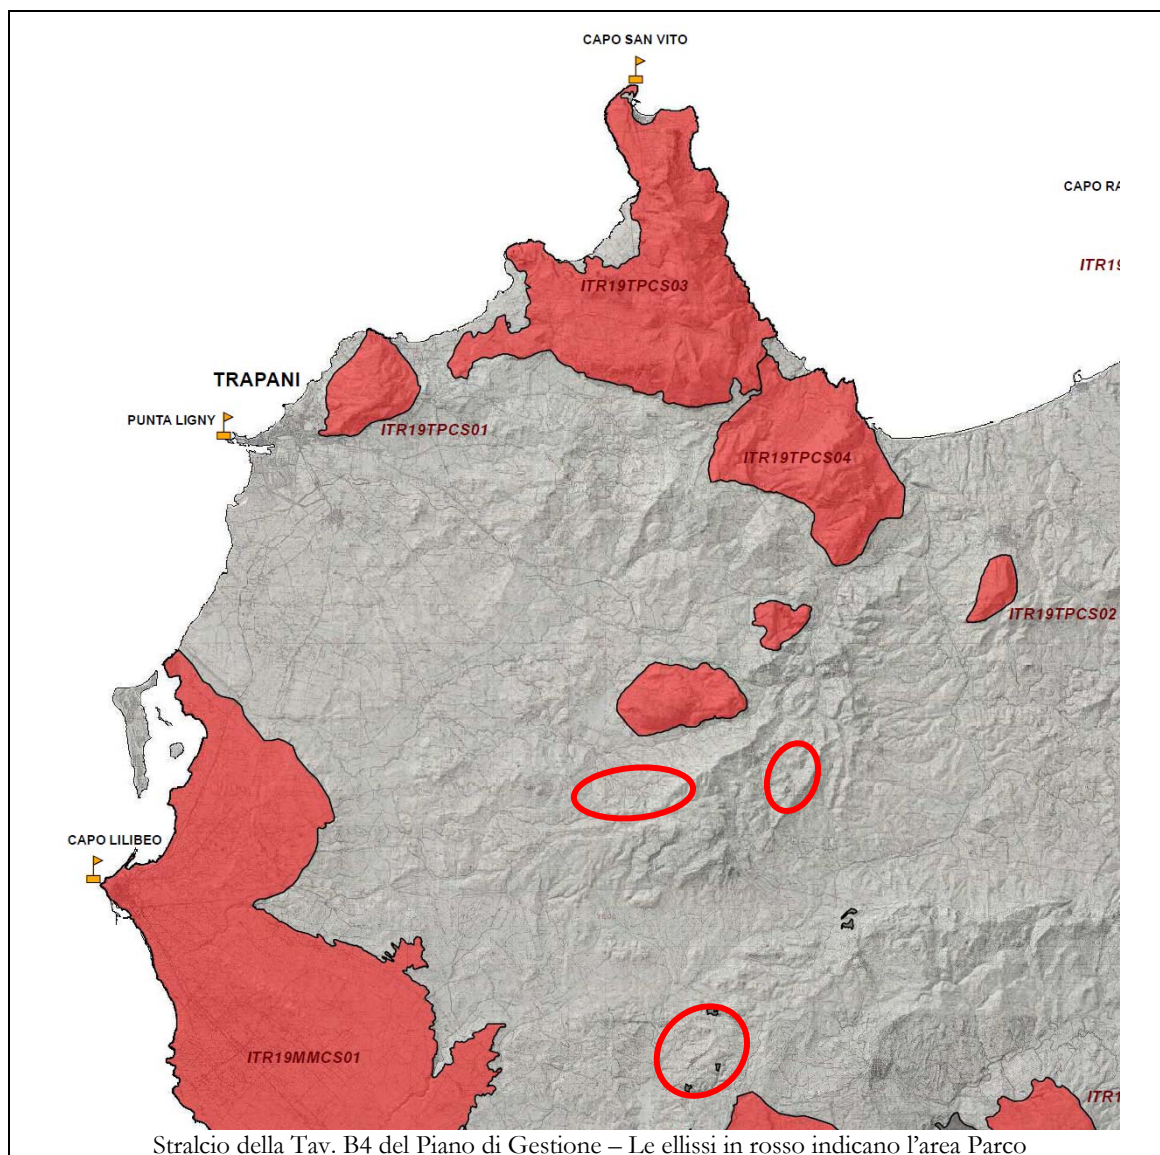 CAPO SAN VITO
CAPO RA
ITR19
ITR19TPCS03
TRAPANI
PUNTA LIGNY
ITR19TPCS01
ITR19TPCS04
ITR19TPCS02
CAPO LILIBEO
ITR19MMCS01
ITR1
Stralcio della Tav. B4 del Piano di Gestione – Le ellissi in rosso indicano l'area Parco